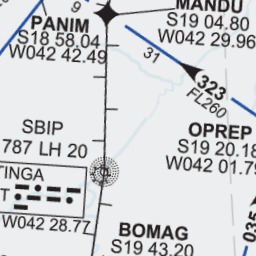 MANDU
S19 04.80
W042 29.96
9
PANIM
S18 58.04
W042 42.49
31
323
FL260
SBIP
787 LH 20
OPREP
S19 20.18
W042 01.79
TINGA
T
W042 28.77
BOMAG
S19 43.20
035